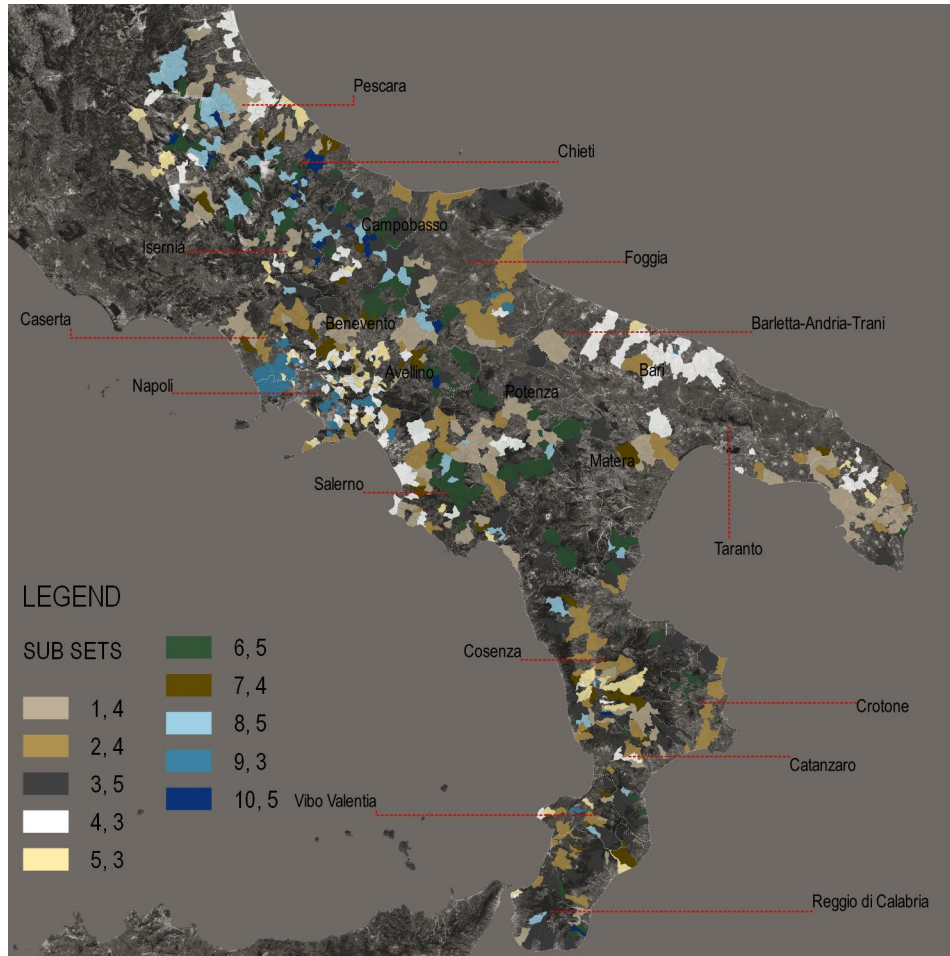 Pescara
Chieti
Campobasso
Isernia
Foggia
Caserta
Benevento
Barletta-Andria-Trani
Avellino
Bari
Napoli
Potenza
Matera
Salerno
Taranto
LEGEND
SUB SETS
1, 4
2, 4
3, 5
4, 3
5, 3
6, 5
7, 4
8, 5
9, 3
10, 5
Cosenza
Crotone
Catanzaro
Vibo Valentia
Reggio di Calabria